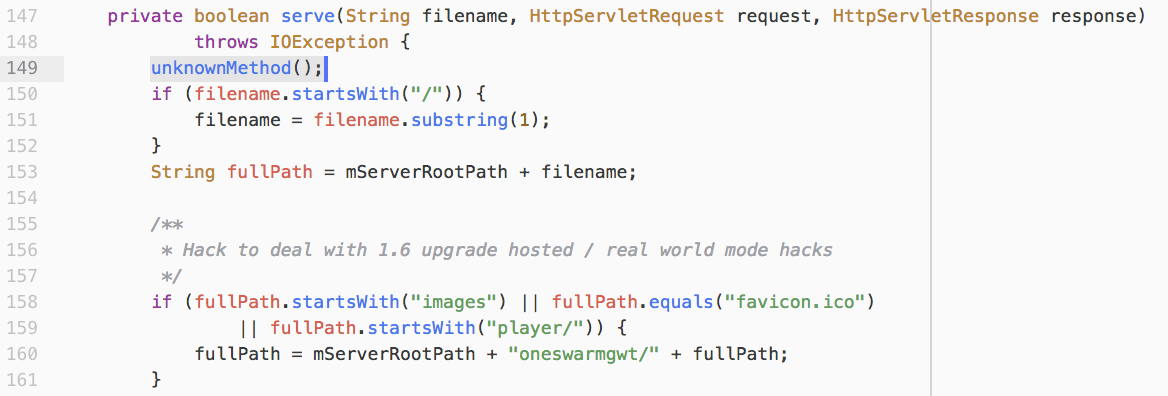 147 private boolean serve(String filename, HttpServletRequest request, HttpServletResponse response)
148 throws IOException {
149 unknownMethod();
150 if (filename.startsWith("/")) {
151 filename = filename.substring(1);
152 }
153 String fullPath = mServerRootPath + filename;
154
155 /**
156 * Hack to deal with 1.6 upgrade hosted / real world mode hacks
157 */
158 if (fullPath.startsWith("images") || fullPath.equals("favicon.ico")
159 || fullPath.startsWith("player/")) {
160 fullPath = mServerRootPath + "oneswarmgwt/" + fullPath;
161 }